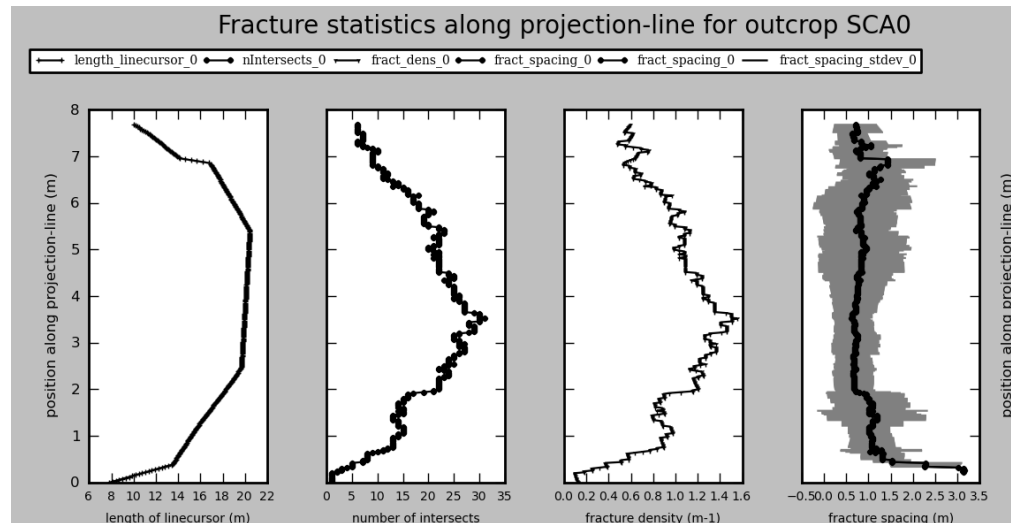 Fracture statistics along projection-line for outcrop SCA0
length_linecursor_0 nIntersects_0 fract_dens_0 fract_spacing_0 fract_spacing_0 fract_spacing_stdev_0
position along projection-line (m)
8
7
6
5
4
3
2
1
0
6 8 10 12 14 16 18 20 22
length of linecursor (m)
0 5 10 15 20 25 30 35
number of intersects
0.0 0.2 0.4 0.6 0.8 1.0 1.2 1.4 1.6
fracture density (m-1)
−0.5 0.0 0.5 1.0 1.5 2.0 2.5 3.0 3.5
fracture spacing (m)
position along projection-line (m)